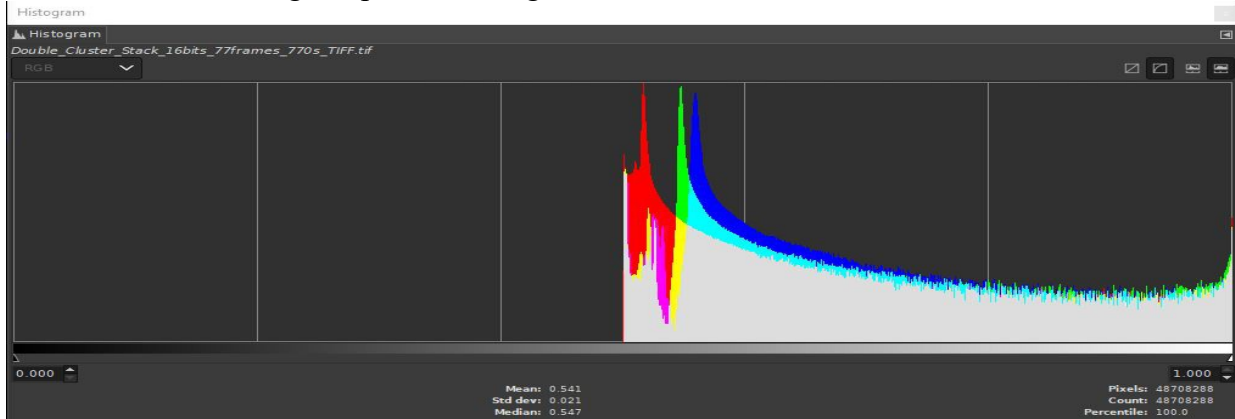 Histogram
Histogram
Double_Cluster_Stack_16bits_77frames_770s_TIFF.tif
RGB
0.000 1.000
Mean: 0.541 Pixels: 48708288
Std dev: 0.021 Count: 48708288
Median: 0.547 Percentile: 100.0